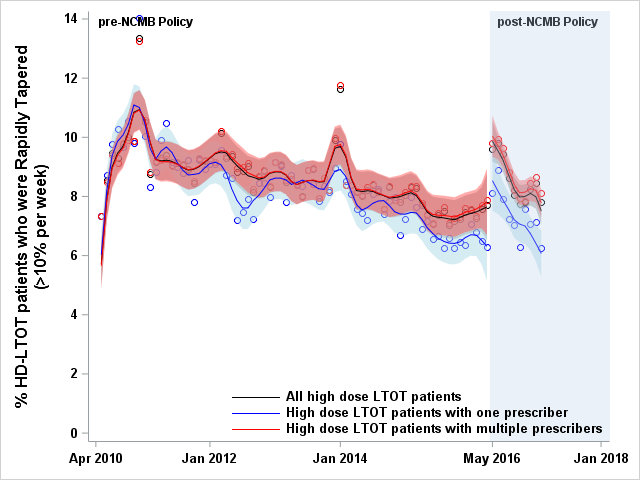 pre-NCMB Policy
post-NCMB Policy
% HD-LTOT patients who were Rapidly Tapered
(>10% per week)
14
12
10
8
6
4
2
0
All high dose LTOT patients
High dose LTOT patients with one prescriber
High dose LTOT patients with multiple prescribers
Apr 2010
Jan 2012
Jan 2014
May 2016
Jan 2018